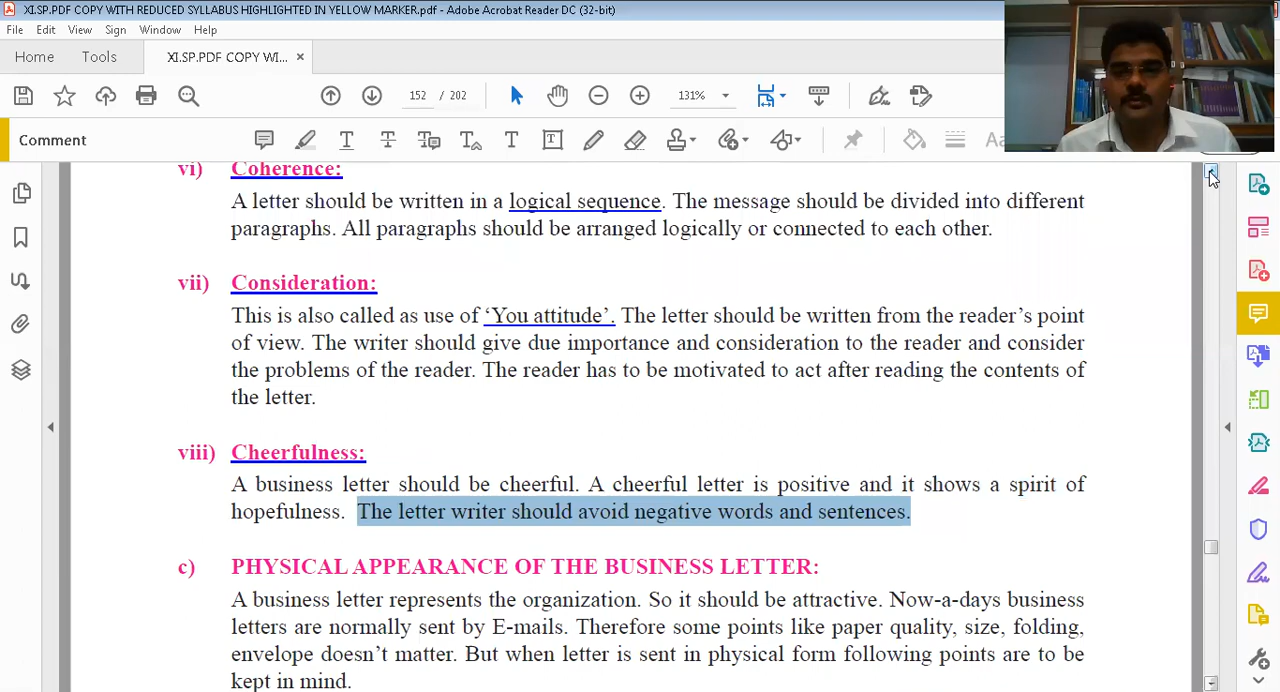 XI.SP.PDF COPY WITH REDUCED SYLLABUS HIGHLIGHTED IN YELLOW MARKER.pdf - Adobe Acrobat Reader DC (32-bit)
File Edit View Sign Window Help
Home Tools XI.SP.PDF COPY WI... ×
152 / 202 131%
Comment
vi) Coherence:
A letter should be written in a logical sequence. The message should be divided into different
paragraphs. All paragraphs should be arranged logically or connected to each other.
vii) Consideration:
This is also called as use of ‘You attitude’. The letter should be written from the reader’s point
of view. The writer should give due importance and consideration to the reader and consider
the problems of the reader. The reader has to be motivated to act after reading the contents of
the letter.
viii) Cheerfulness:
A business letter should be cheerful. A cheerful letter is positive and it shows a spirit of
hopefulness. The letter writer should avoid negative words and sentences.
c) PHYSICAL APPEARANCE OF THE BUSINESS LETTER:
A business letter represents the organization. So it should be attractive. Now-a-days business
letters are normally sent by E-mails. Therefore some points like paper quality, size, folding,
envelope doesn’t matter. But when letter is sent in physical form following points are to be
kept in mind.